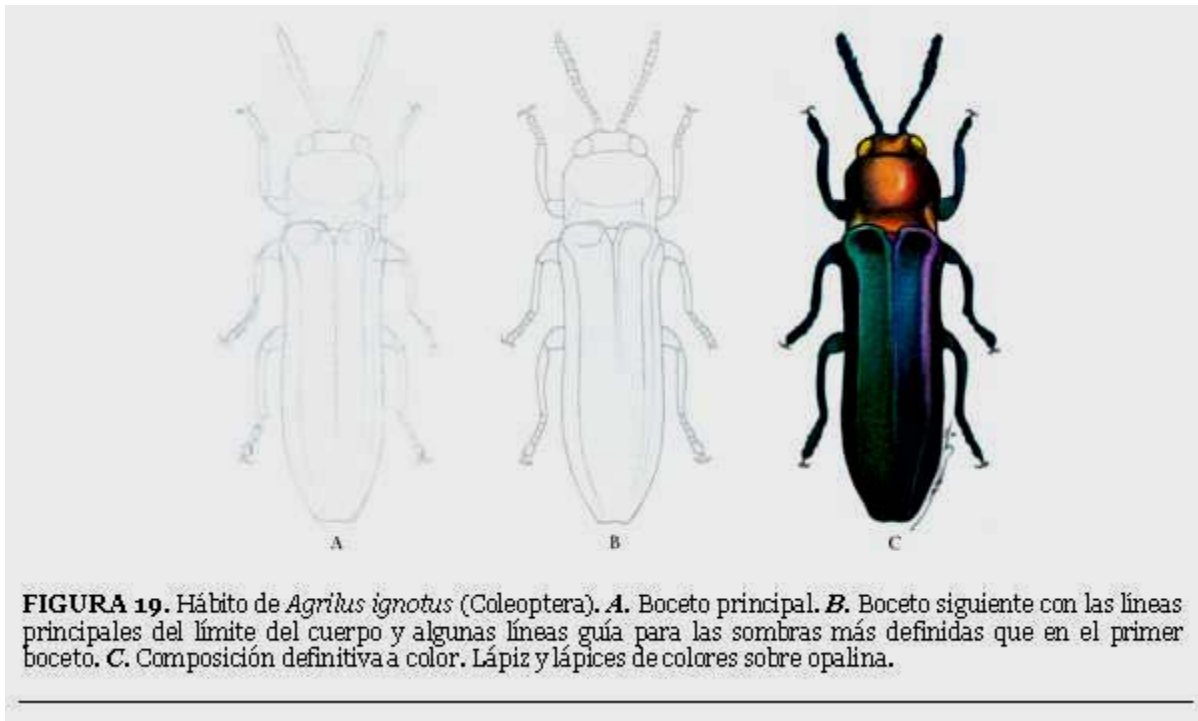 A B C
FIGURA 19. Hábito de Agrilus ignotus (Coleoptera). A. Boceto principal. B. Boceto siguiente con las líneas
principales del límite del cuerpo y algunas líneas guía para las sombras más definidas que en el primer
boceto. C. Composición definitiva a color. Lápiz y lápices de colores sobre opalina.